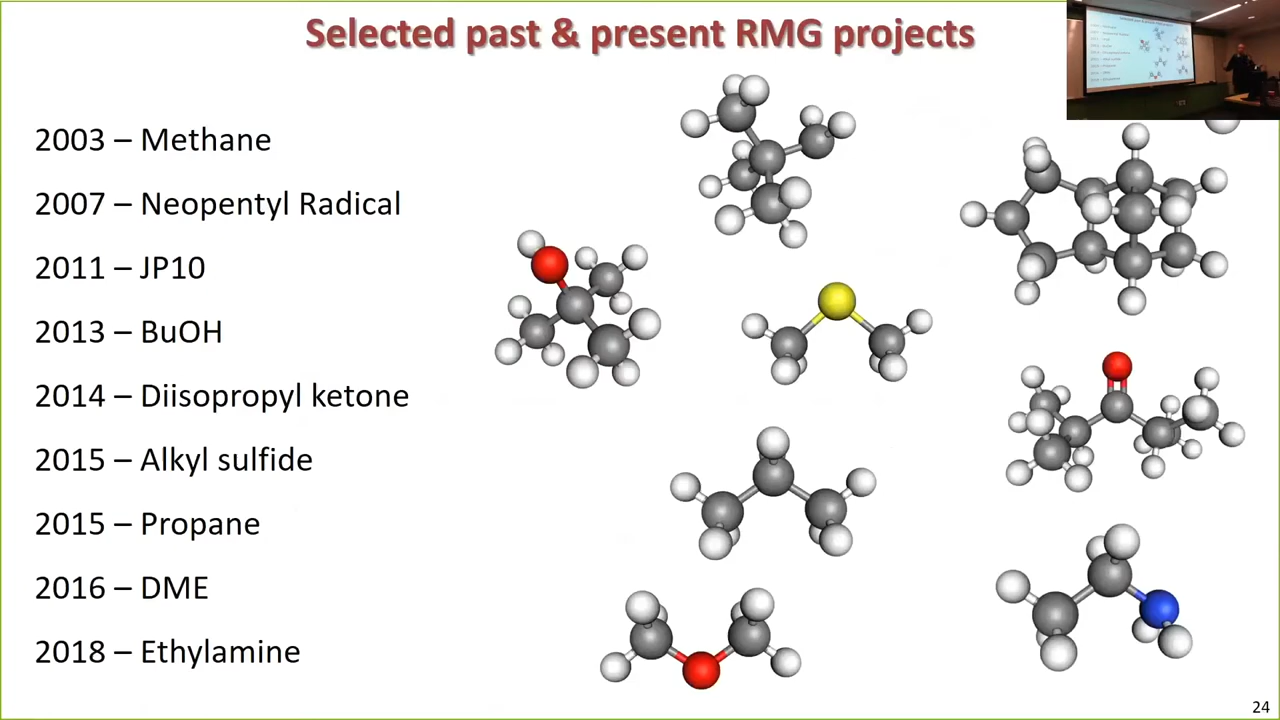 Selected past & present RMG projects
2003 – Methane
2007 – Neopentyl Radical
2011 – JP10
2013 – BuOH
2014 – Diisopropyl ketone
2015 – Alkyl sulfide
2015 – Propane
2016 – DME
2018 – Ethylamine
24